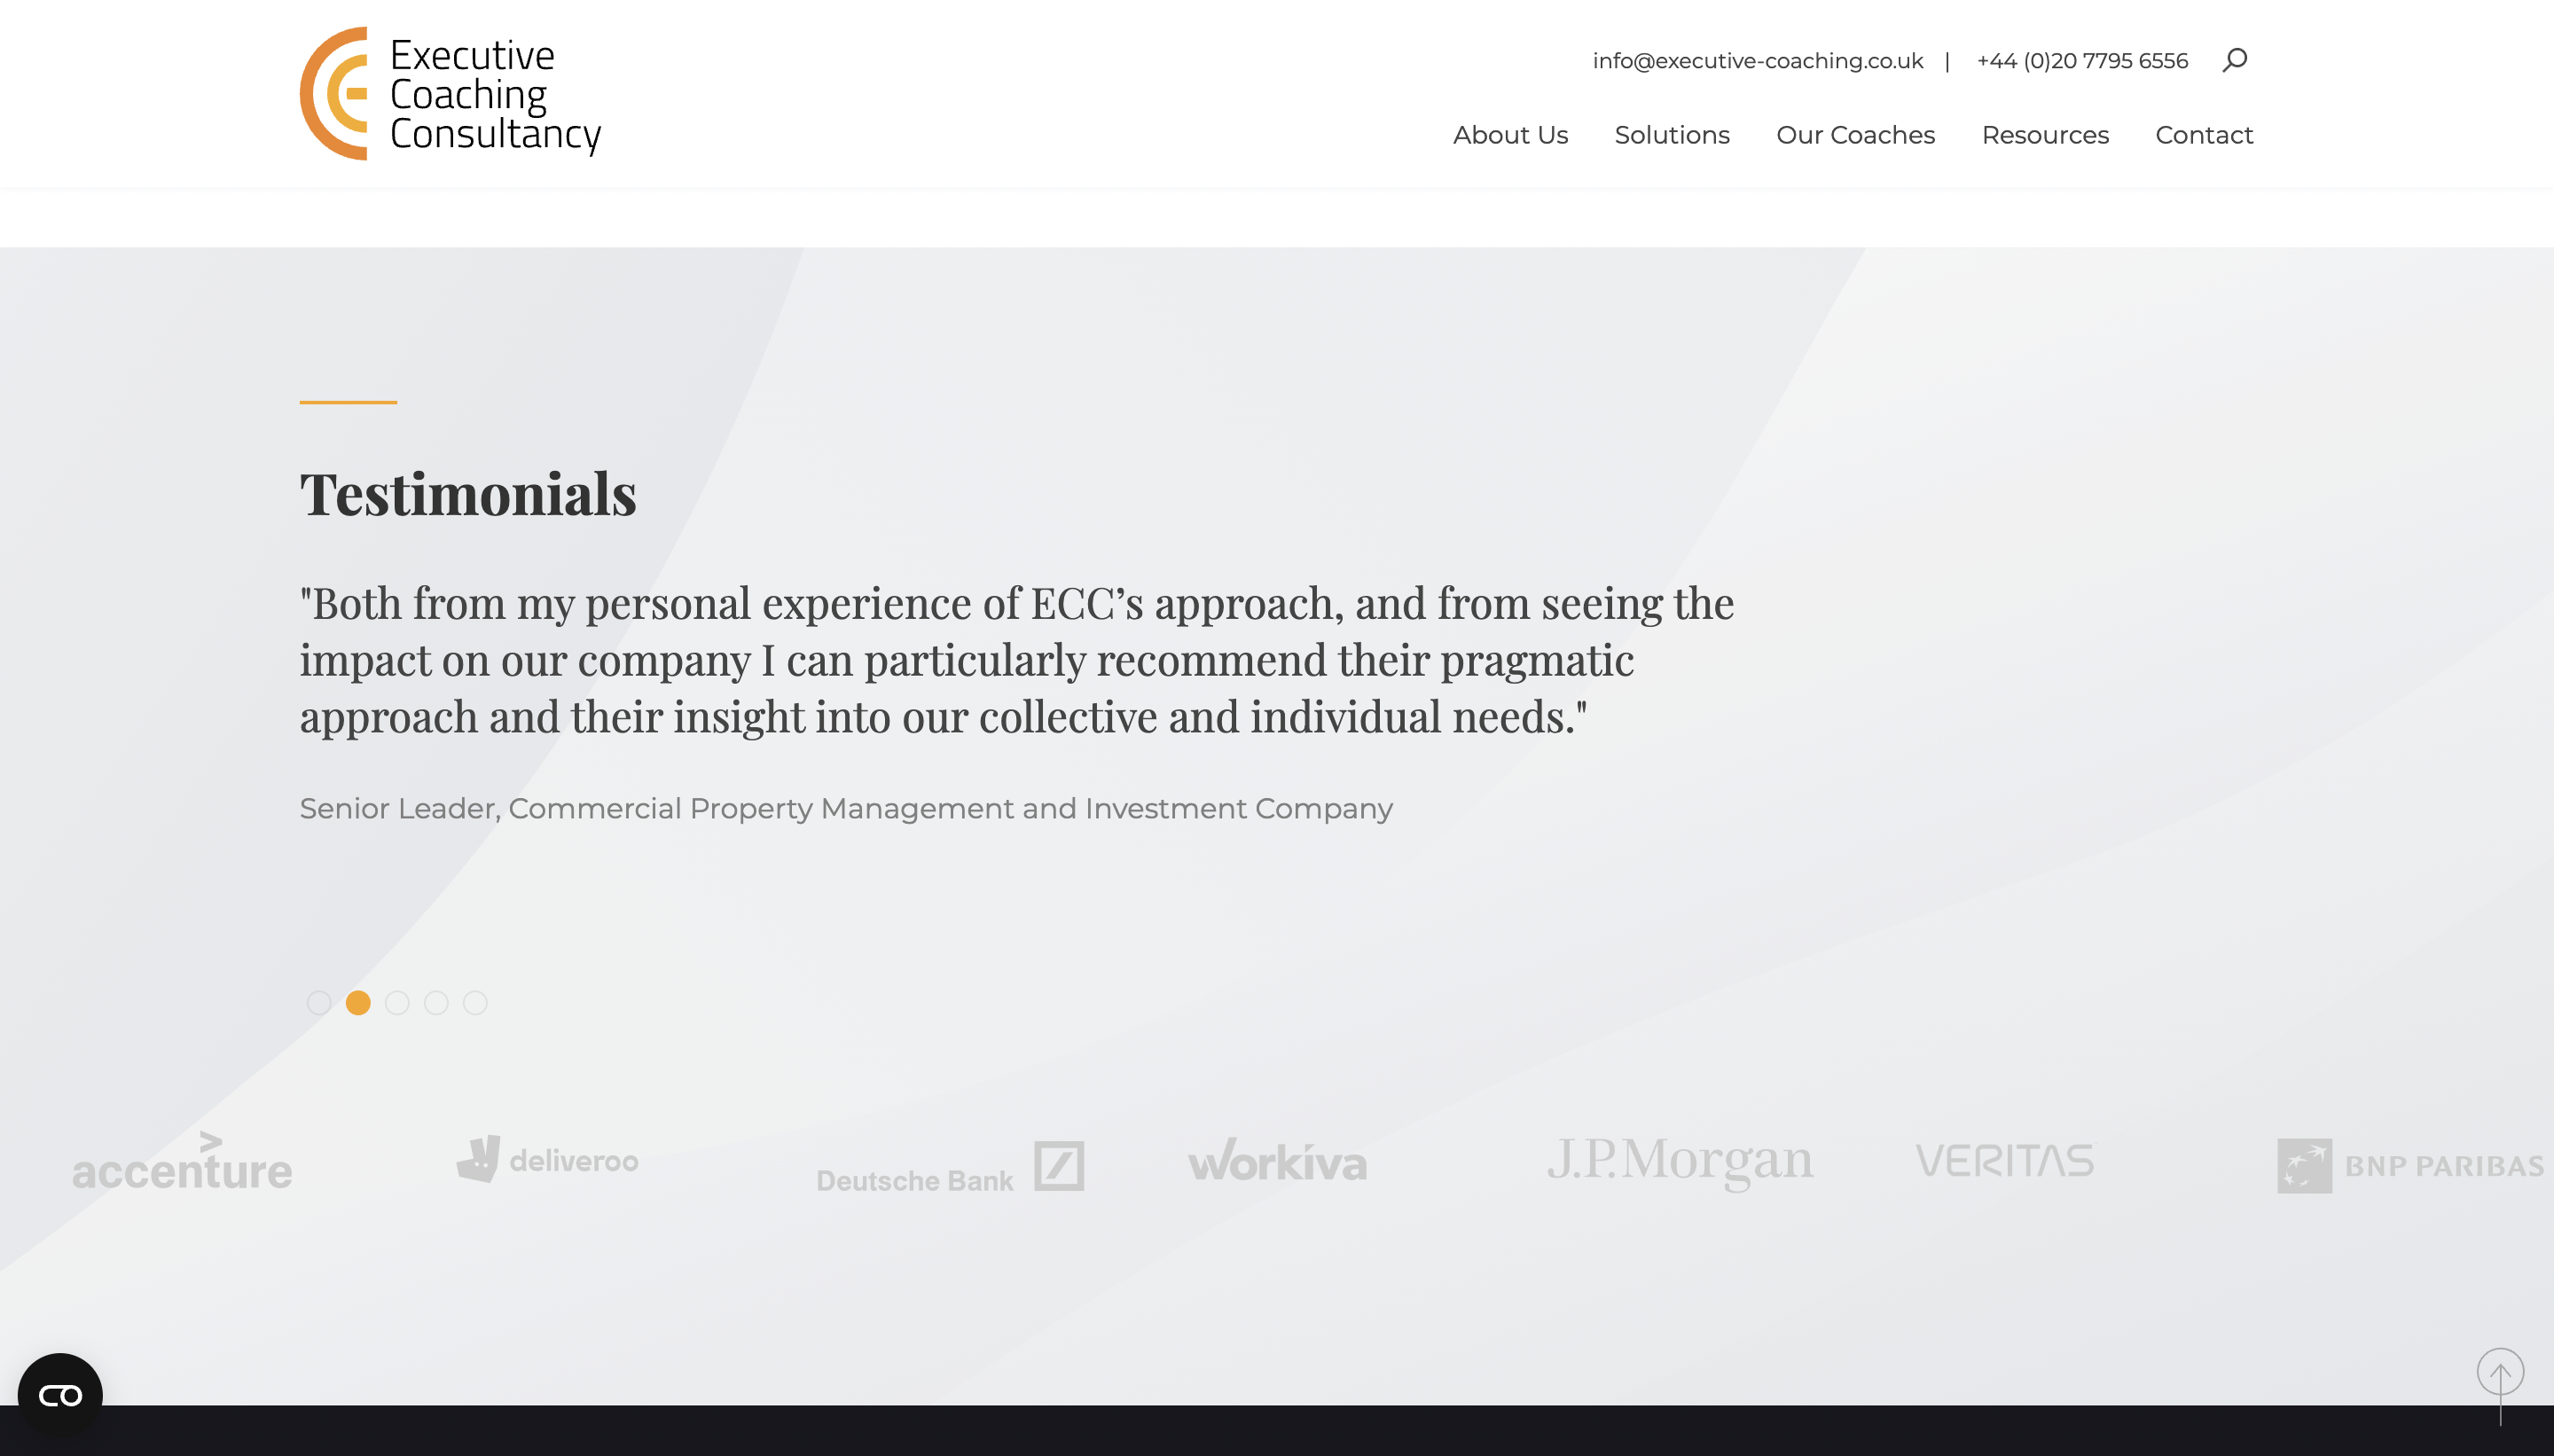 Executive
Coaching
Consultancy
info@executive-coaching.co.uk | +44 (0)20 7795 6556
About Us Solutions Our Coaches Resources Contact
Testimonials
"Both from my personal experience of ECC’s approach, and from seeing the
impact on our company I can particularly recommend their pragmatic
approach and their insight into our collective and individual needs."
Senior Leader, Commercial Property Management and Investment Company
accenture deliveroo Deutsche Bank workiva J.P.Morgan VERITAS BNP PARIBAS